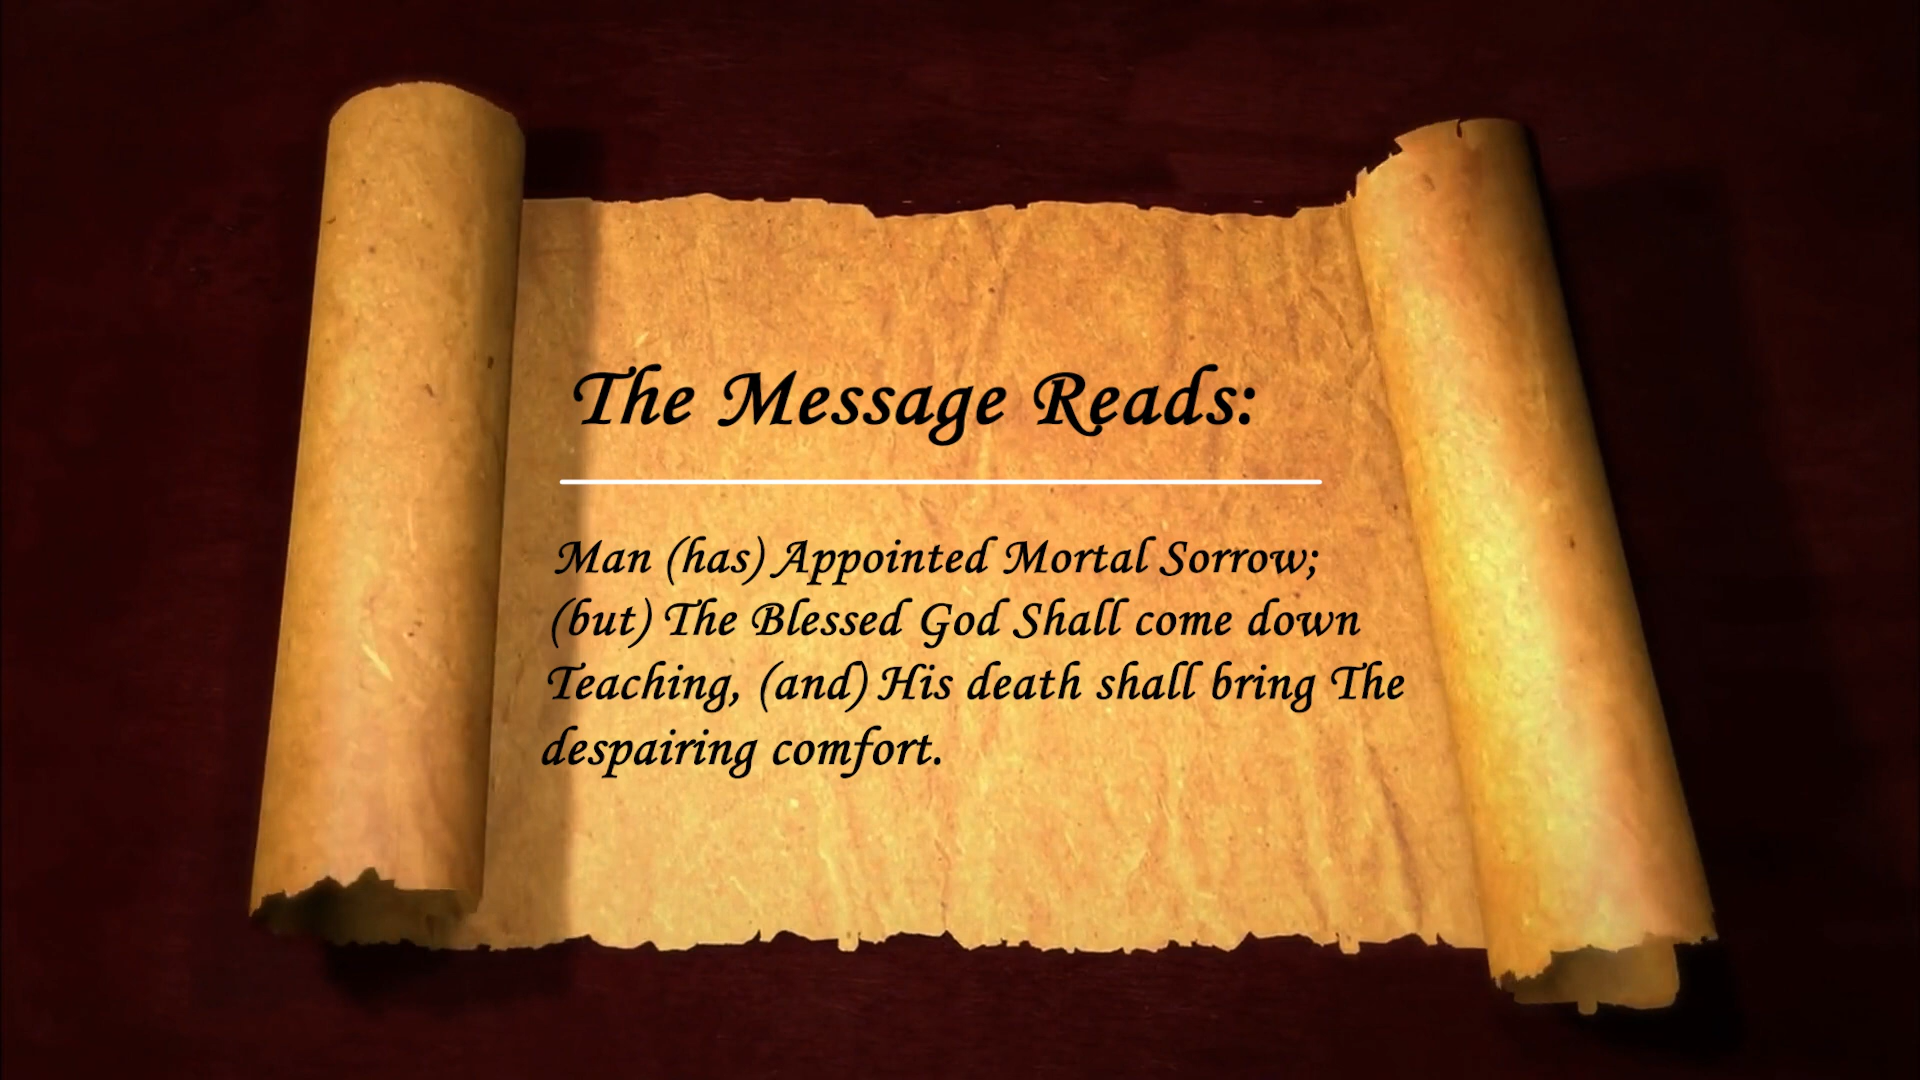 The Message Reads:
Man (has) Appointed Mortal Sorrow;
(but) The Blessed God Shall come down
Teaching, (and) His death shall bring The
despairing comfort.